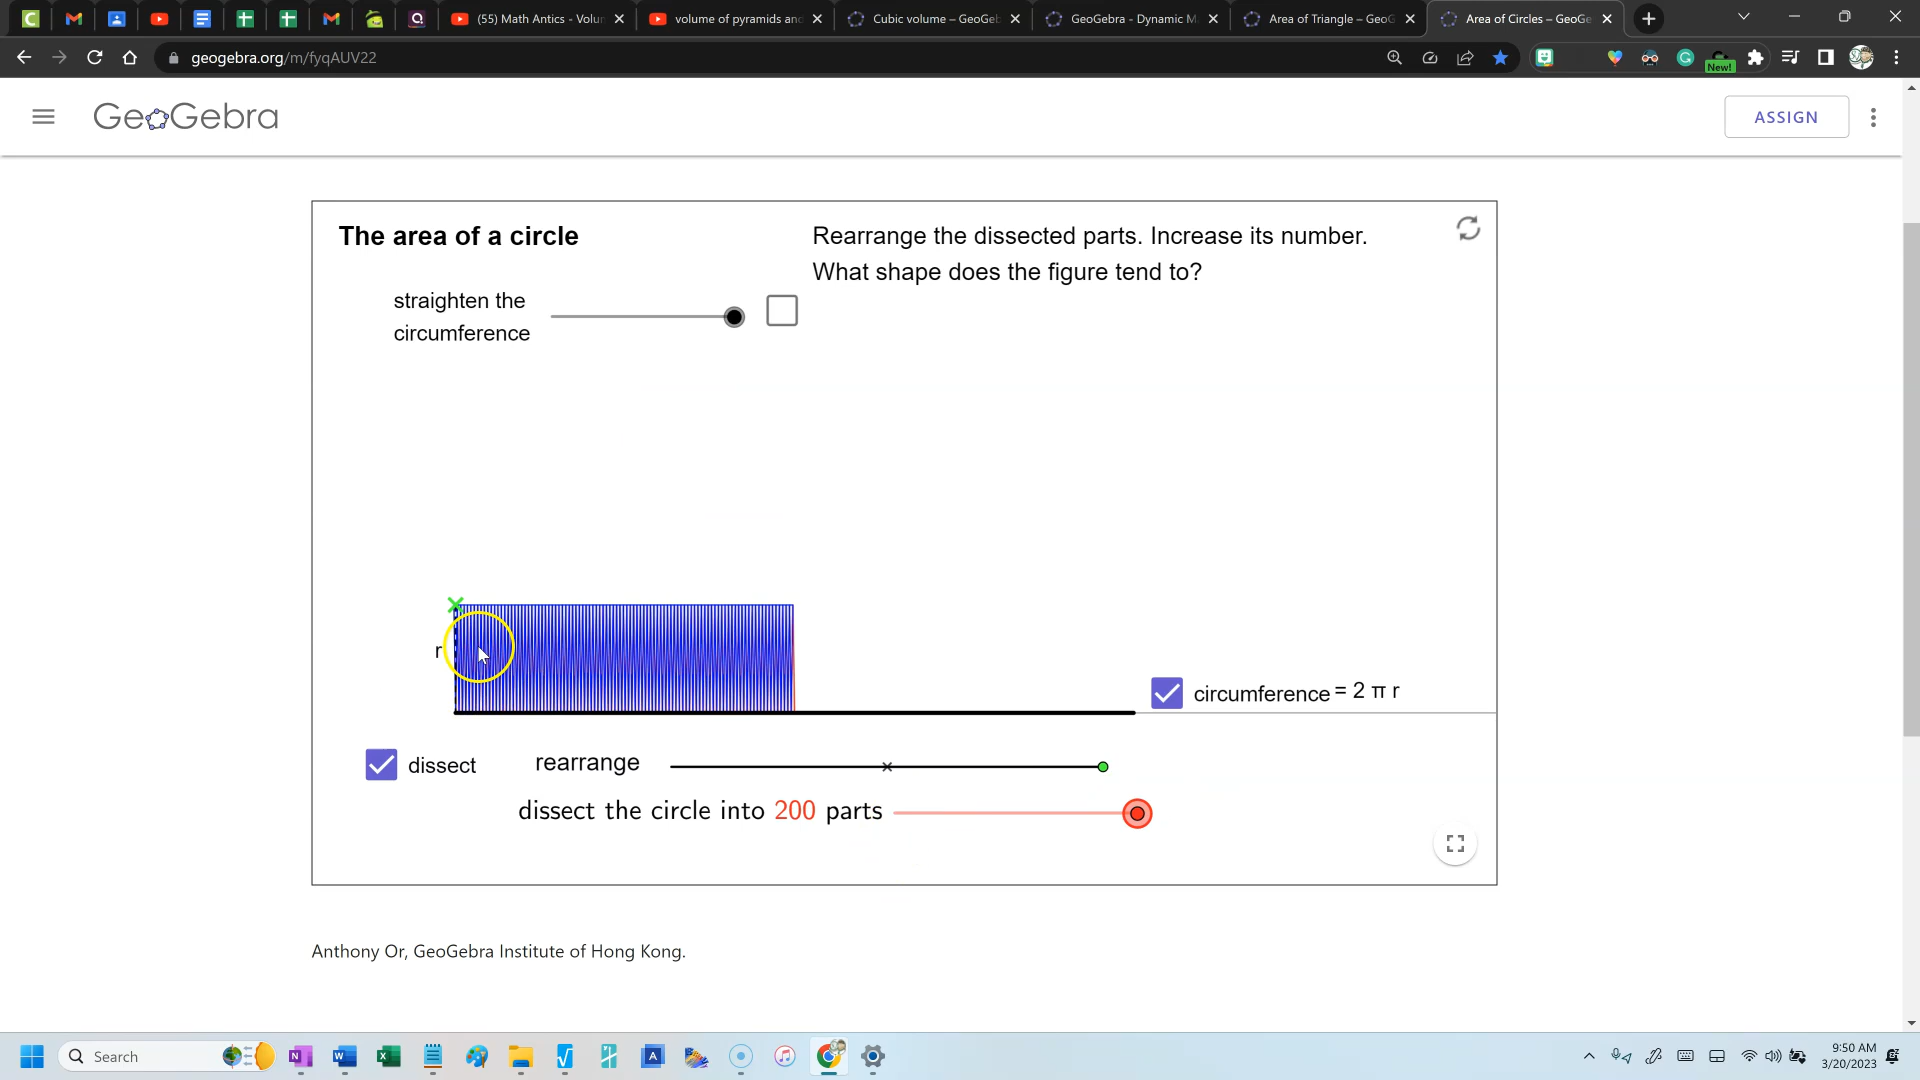 (55) Math Antics - Volun
volume of pyramids and
Cubic volume – GeoGeb
GeoGebra - Dynamic M
Area of Triangle – GeoG
Area of Circles – GeoGe
geogebra.org/m/fyqAUV22
New!
GeoGebra
ASSIGN
The area of a circle
Rearrange the dissected parts. Increase its number.
What shape does the figure tend to?
straighten the
circumference
r
circumference = 2 π r
dissect
rearrange
dissect the circle into 200 parts
Anthony Or, GeoGebra Institute of Hong Kong.
Search
9:50 AM
3/20/2023